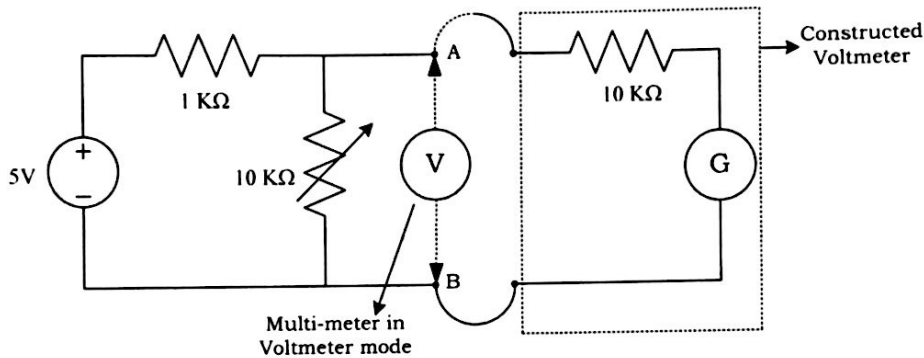 Constructed
Voltmeter
A
1 KΩ
10 KΩ
+
5V
−
10 KΩ
V
G
B
Multi-meter in
Voltmeter mode